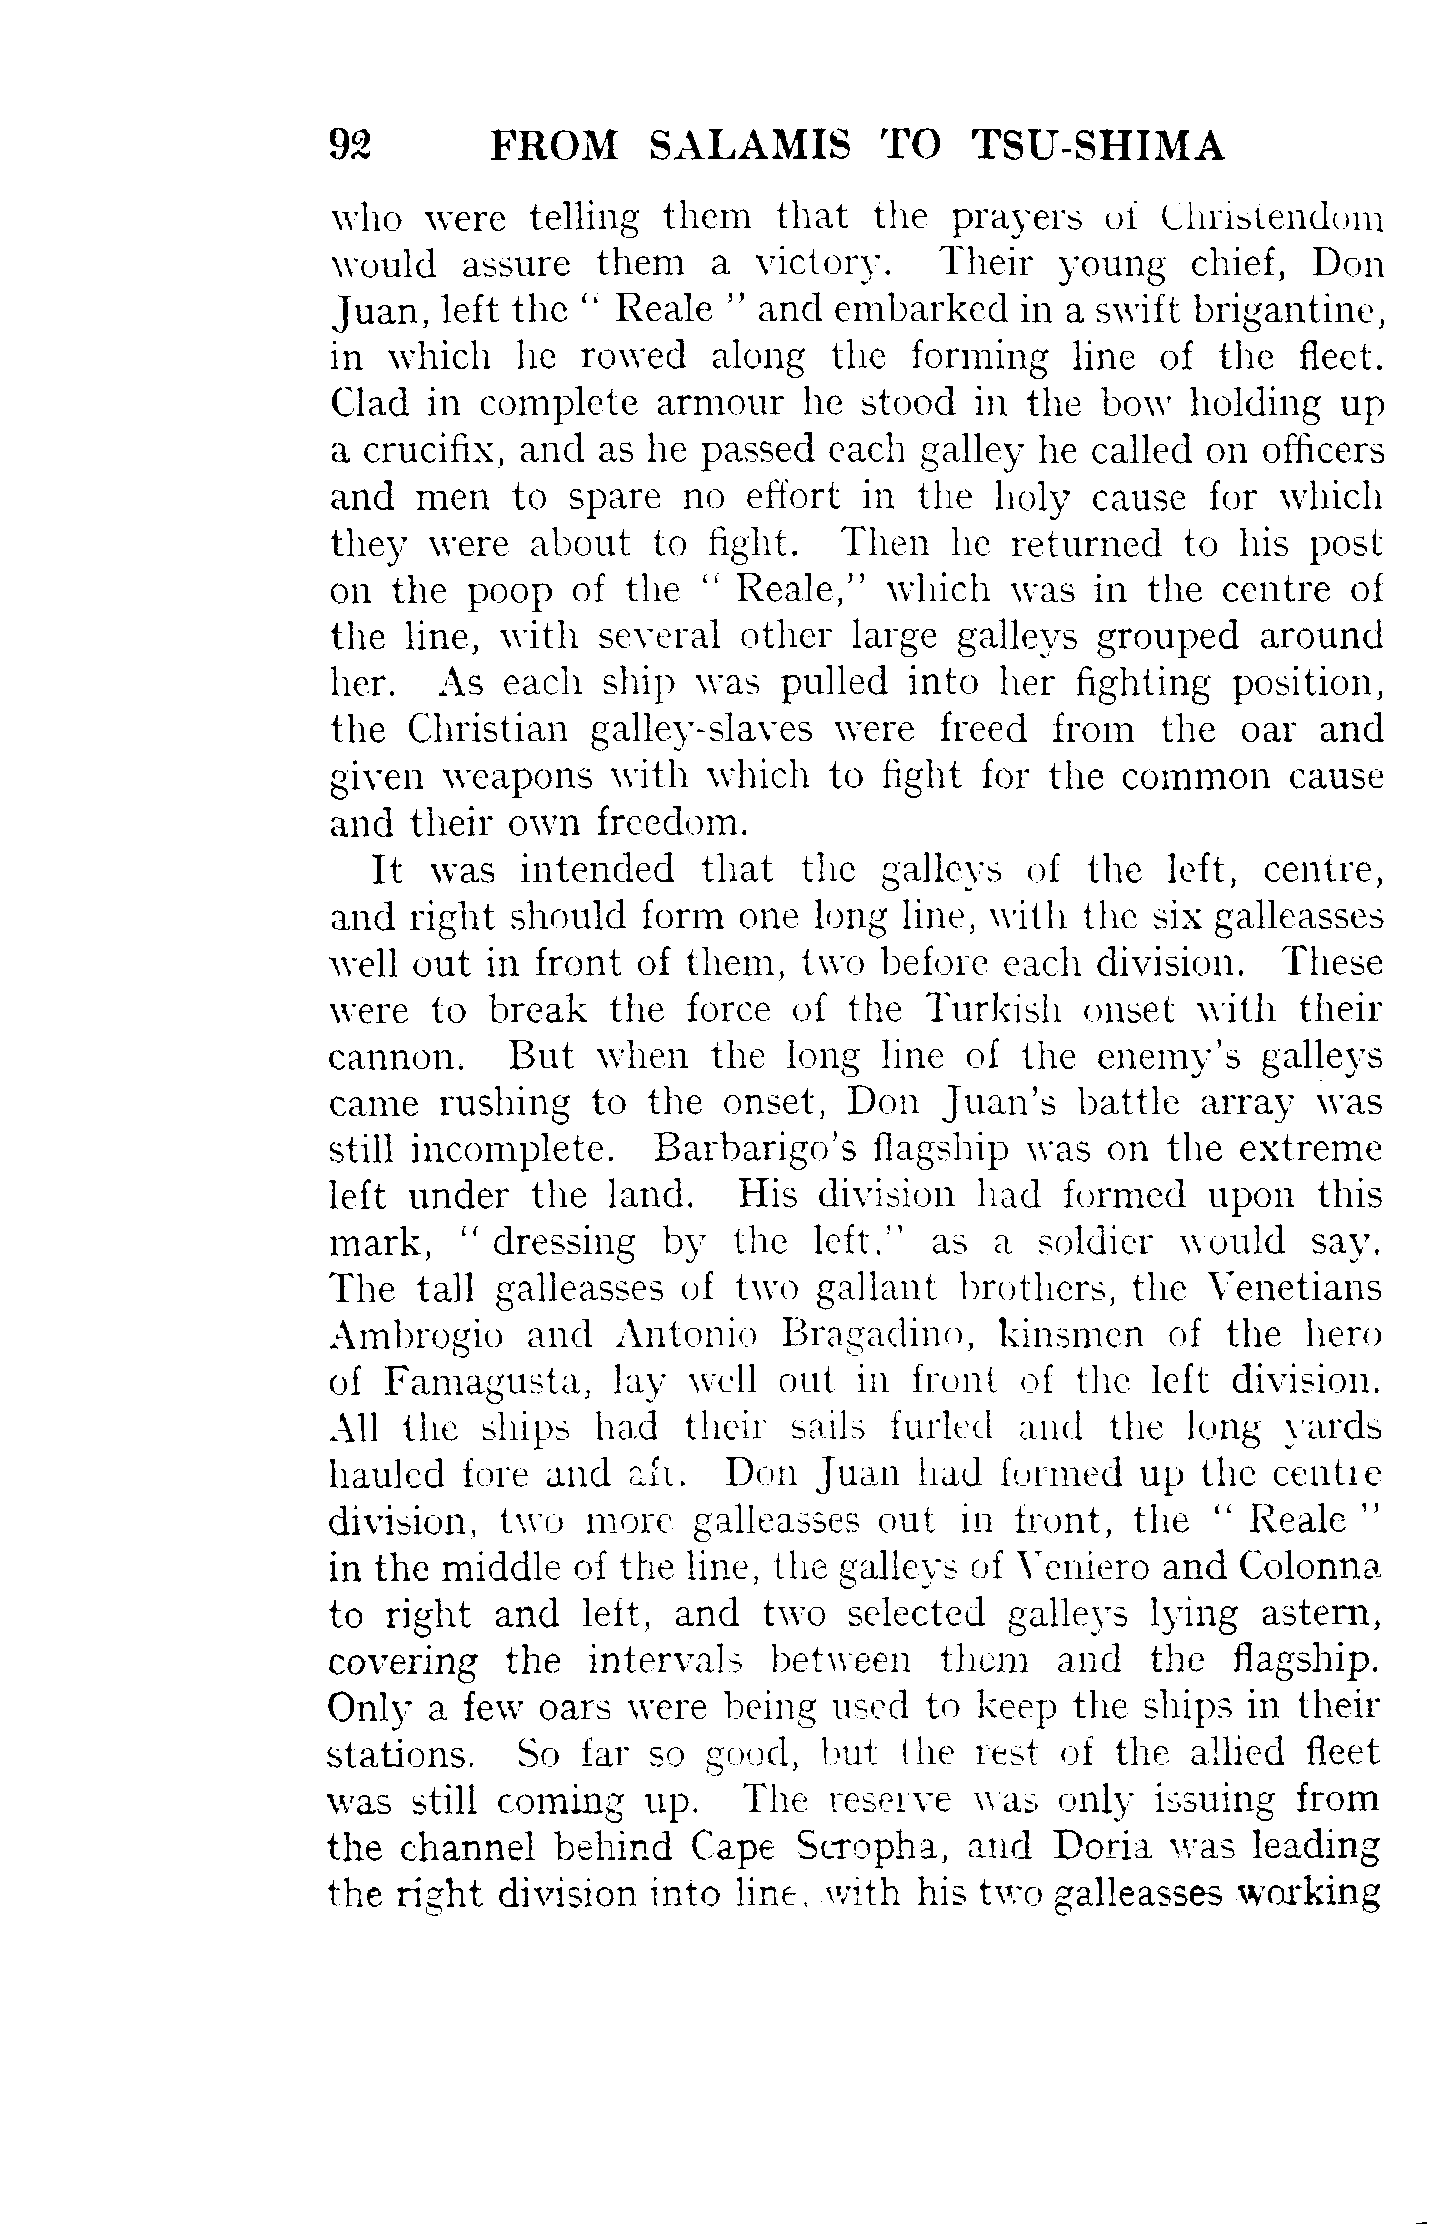 92 FROM SALAMIS TO TSU-SHIMA
who were telling them that the prayers of Christendom
would assure them a victory. Their young chief, Don
Juan, left the " Reale " and embarked in a swift brigantine,
in which he rowed along the forming line of the fleet.
Clad in complete armour he stood in the bow holding up
a crucifix, and as he passed each galley he called on officers
and men to spare no effort in the holy cause for which
they were about to fight. Then he returned to his post
on the poop of the " Reale," which was in the centre of
the line, with several other large galleys grouped around
her. As each ship was pulled into her fighting position,
the Christian galley-slaves were freed from the oar and
given weapons with which to fight for the common cause
and their own freedom.
It was intended that the galleys of the left, centre,
and right should form one long line, with the six galleasses
well out in front of them, two before each division. These
were to break the force of the Turkish onset with their
cannon. But when the long line of the enemy's galleys
came rushing to the onset, Don Juan's battle array was
still incomplete. Barbarigo's flagship was on the extreme
left under the land. His division had formed upon this
mark, " dressing by the left," as a soldier would say.
The tall galleasses of two gallant brothers, the Venetians
Ambrogio and Antonio Bragadino, kinsmen of the hero
of Famagusta, lay well out in front of the left division.
All the ships had their sails furled and the long yards
hauled fore and aft. Don Juan had formed up the centre
division, two more galleasses out in front, the " Reale "
in the middle of the line, the galleys of Veniero and Colonna
to right and left, and two selected galleys lying astern,
covering the intervals between them and the flagship.
Only a few oars were being used to keep the ships in their
stations. So far so good, but the rest of the allied fleet
was still coming up. The reserve was only issuing from
the channel behind Cape Scropha, and Doria was leading
the right division into line, with his two galleasses working